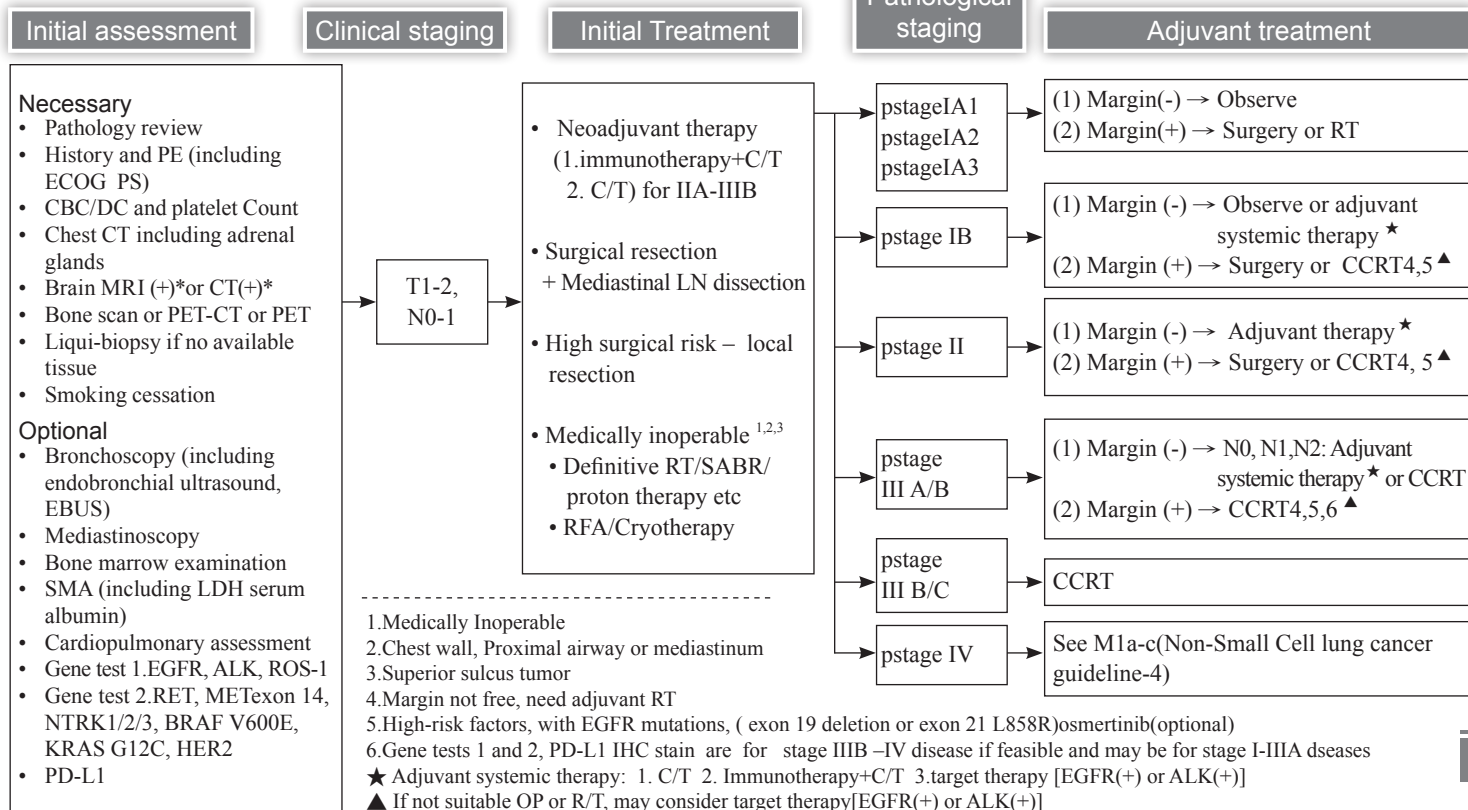 Initial assessment
Clinical staging
Initial Treatment
Pathological
staging
Adjuvant treatment
Necessary
• Pathology review
• History and PE (including
ECOG PS)
• CBC/DC and platelet Count
• Chest CT including adrenal
glands
• Brain MRI (+)*or CT(+)*
• Bone scan or PET-CT or PET
• Liqui-biopsy if no available
tissue
• Smoking cessation
Optional
• Bronchoscopy (including
endobronchial ultrasound,
EBUS)
• Mediastinoscopy
• Bone marrow examination
• SMA (including LDH serum
albumin)
• Cardiopulmonary assessment
• Gene test 1.EGFR, ALK, ROS-1
• Gene test 2.RET, METexon 14,
NTRK1/2/3, BRAF V600E,
KRAS G12C, HER2
• PD-L1
T1-2,
N0-1
• Neoadjuvant therapy
(1.immunotherapy+C/T
2. C/T) for IIA-IIIB
• Surgical resection
+ Mediastinal LN dissection
• High surgical risk – local
resection
• Medically inoperable 1,2,3
• Definitive RT/SABR/
proton therapy etc
• RFA/Cryotherapy
pstageIA1
pstageIA2
pstageIA3
(1) Margin(-) → Observe
(2) Margin(+) → Surgery or RT
pstage IB
(1) Margin (-) → Observe or adjuvant
systemic therapy ★
(2) Margin (+) → Surgery or CCRT4,5 ▲
pstage II
(1) Margin (-) → Adjuvant therapy ★
(2) Margin (+) → Surgery or CCRT4, 5 ▲
pstage
III A/B
(1) Margin (-) → N0, N1,N2: Adjuvant
systemic therapy ★ or CCRT
(2) Margin (+) → CCRT4,5,6 ▲
pstage
III B/C
CCRT
pstage IV
See M1a-c(Non-Small Cell lung cancer
guideline-4)
1.Medically Inoperable
2.Chest wall, Proximal airway or mediastinum
3.Superior sulcus tumor
4.Margin not free, need adjuvant RT
5.High-risk factors, with EGFR mutations, ( exon 19 deletion or exon 21 L858R)osmertinib(optional)
6.Gene tests 1 and 2, PD-L1 IHC stain are for stage IIIB –IV disease if feasible and may be for stage I-IIIA dseases
★ Adjuvant systemic therapy: 1. C/T 2. Immunotherapy+C/T 3.target therapy [EGFR(+) or ALK(+)]
▲ If not suitable OP or R/T, may consider target therapy[EGFR(+) or ALK(+)]